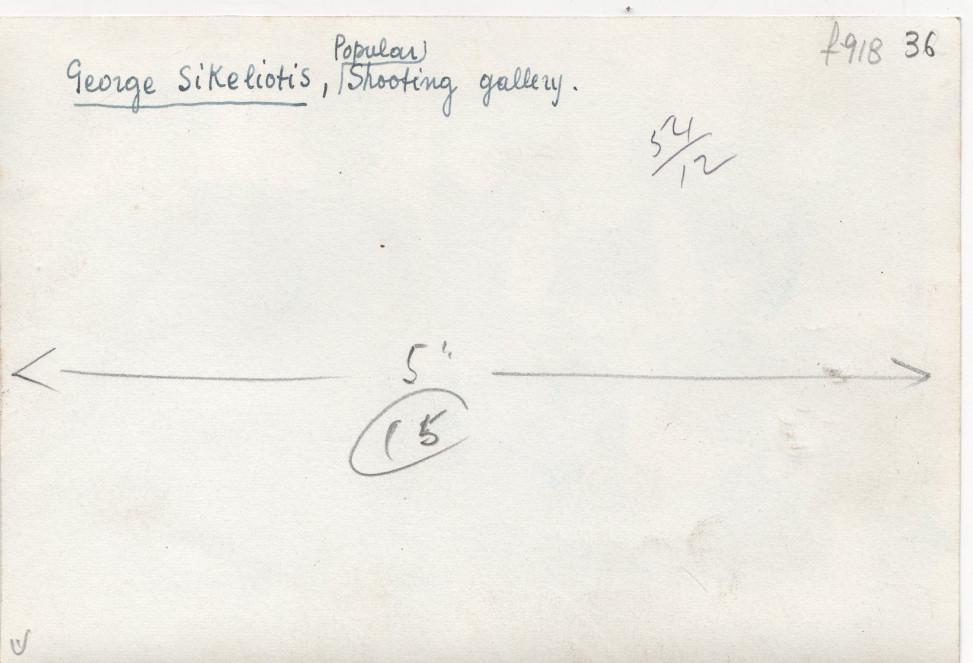 f918 36
George Sikeliotis, Popular Shooting gallery.
54/12
5"
15